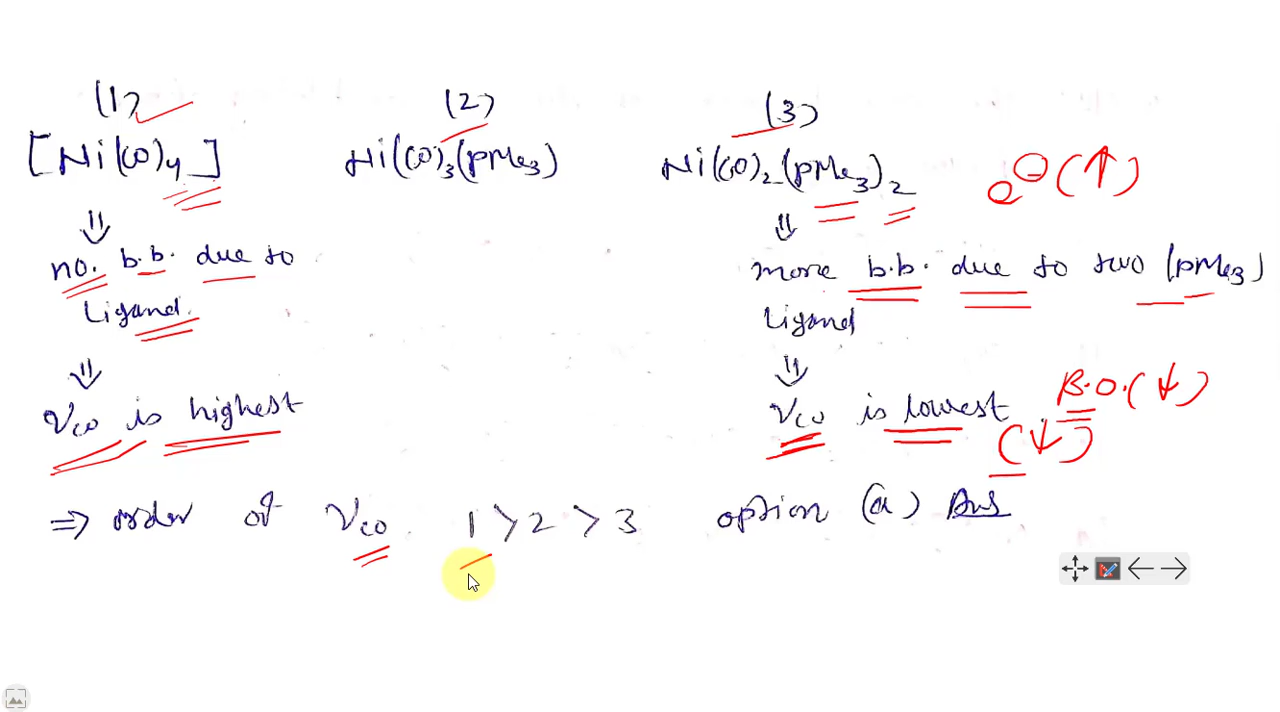 (1) (2) (3)
[Ni(CO)4] Ni(CO)3(PMe3) Ni(CO)2(PMe3)2 e⊖(↑)
⇓ ⇓
no. b.b. due to more b.b. due to two (PMe3)
Ligand. Ligand
⇓ ⇓
νCO is highest νCO is lowest B.O.(↓)
(↓)
⇒ order of νCO. 1 > 2 > 3 option (a) Ans